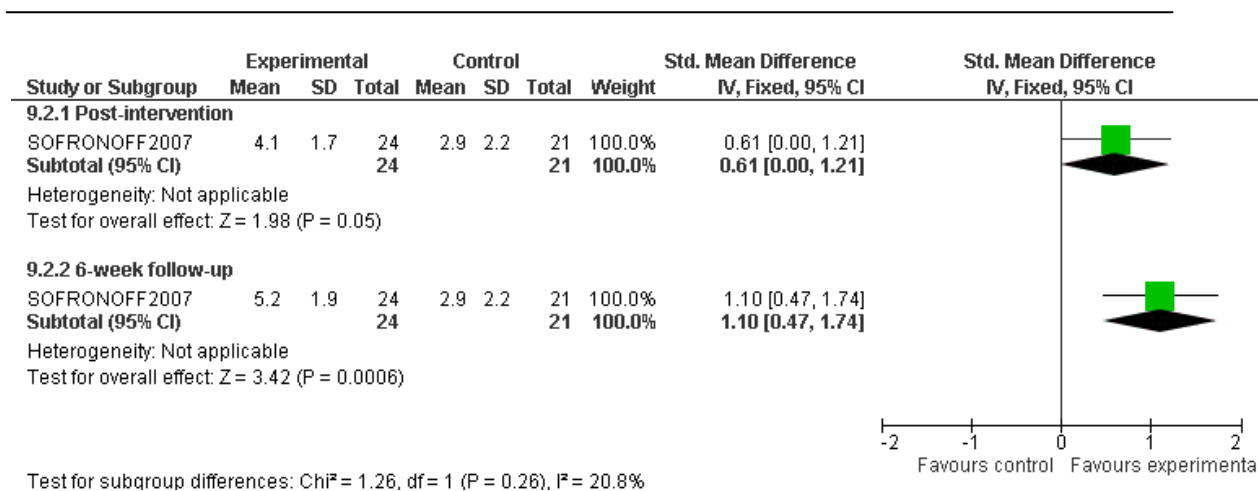 Experimental Control Std. Mean Difference Std. Mean Difference
Study or Subgroup Mean SD Total Mean SD Total Weight IV, Fixed, 95% CI IV, Fixed, 95% CI
9.2.1 Post-intervention
SOFRONOFF2007 4.1 1.7 24 2.9 2.2 21 100.0% 0.61 [0.00, 1.21]
Subtotal (95% CI) 24 21 100.0% 0.61 [0.00, 1.21]
Heterogeneity: Not applicable
Test for overall effect: Z = 1.98 (P = 0.05)
9.2.2 6-week follow-up
SOFRONOFF2007 5.2 1.9 24 2.9 2.2 21 100.0% 1.10 [0.47, 1.74]
Subtotal (95% CI) 24 21 100.0% 1.10 [0.47, 1.74]
Heterogeneity: Not applicable
Test for overall effect: Z = 3.42 (P = 0.0006)
-2 -1 0 1 2
Favours control Favours experimenta
Test for subgroup differences: Chi² = 1.26, df = 1 (P = 0.26), I² = 20.8%